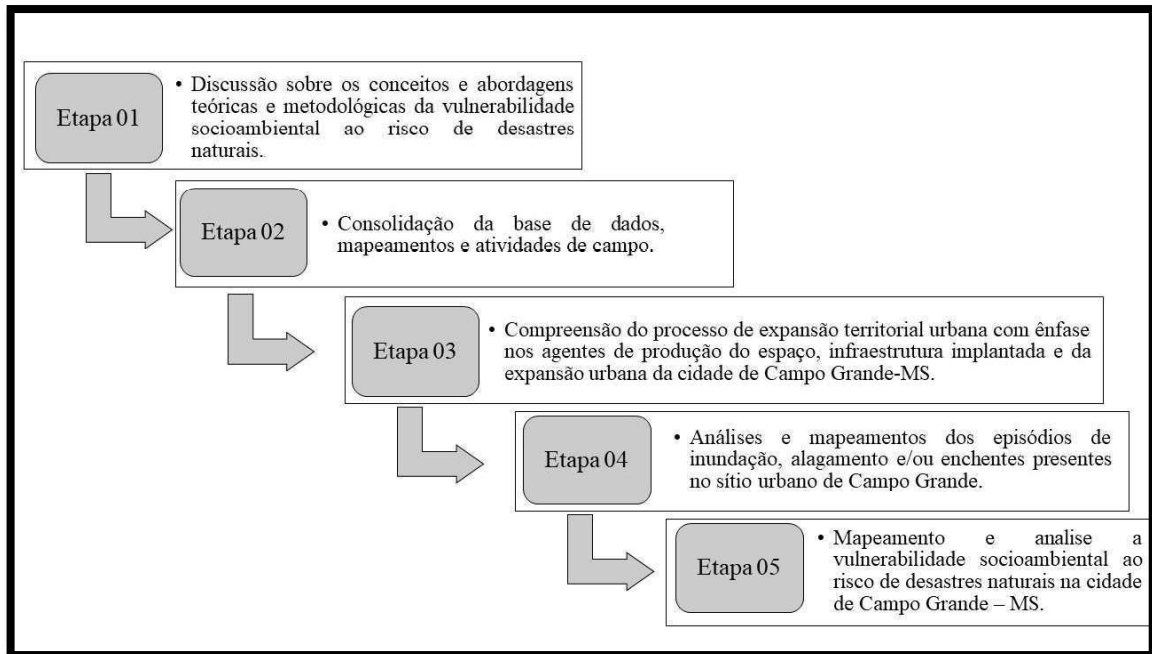 Etapa 01
• Discussão sobre os conceitos e abordagens
teóricas e metodológicas da vulnerabilidade
socioambiental ao risco de desastres
naturais.
Etapa 02
• Consolidação da base de dados,
mapeamentos e atividades de campo.
Etapa 03
• Compreensão do processo de expansão territorial urbana com ênfase
nos agentes de produção do espaço, infraestrutura implantada e da
expansão urbana da cidade de Campo Grande-MS.
Etapa 04
• Análises e mapeamentos dos episódios de
inundação, alagamento e/ou enchentes presentes
no sítio urbano de Campo Grande.
Etapa 05
• Mapeamento e analise a
vulnerabilidade socioambiental ao
risco de desastres naturais na cidade
de Campo Grande – MS.